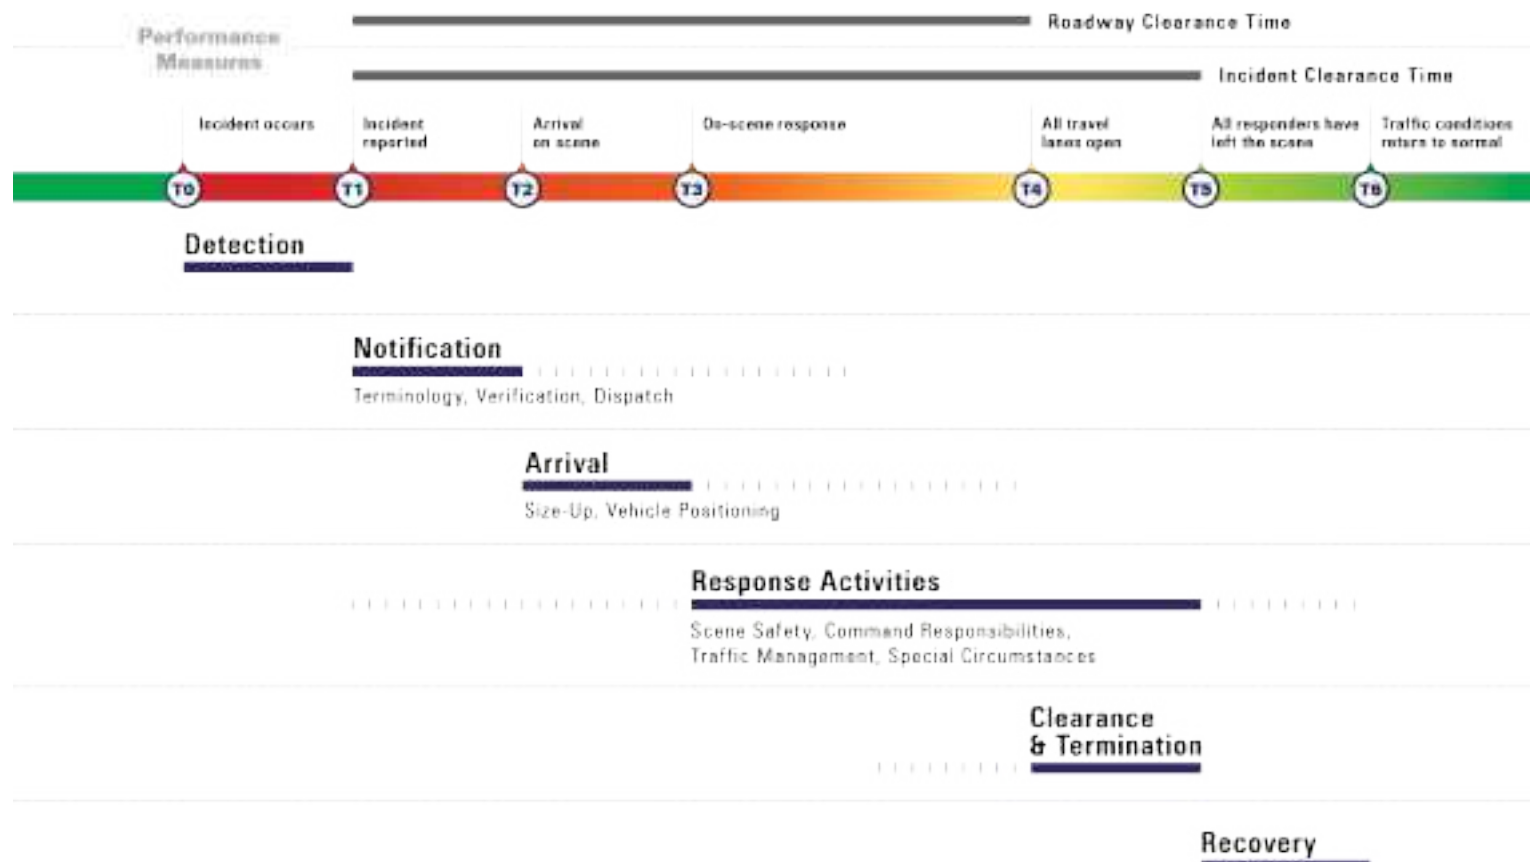 Roadway Clearance Time
Performance
Measures
Incident Clearance Time
Incident occurs
Incident
reported
Arrival
on scene
On-scene response
All travel
lanes open
All responders have
left the scene
Traffic conditions
return to normal
T0
T1
T2
T3
T4
T5
T6
Detection
Notification
Terminology, Verification, Dispatch
Arrival
Size-Up, Vehicle Positioning
Response Activities
Scene Safety, Command Responsibilities,
Traffic Management, Special Circumstances
Clearance
& Termination
Recovery